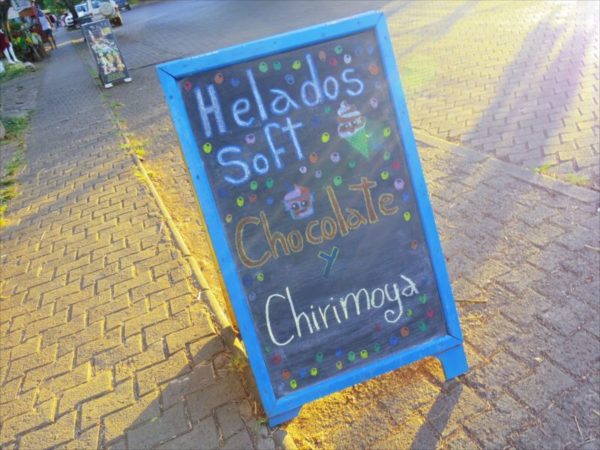 Helados
Soft
Chocolate
y
Chirimoya